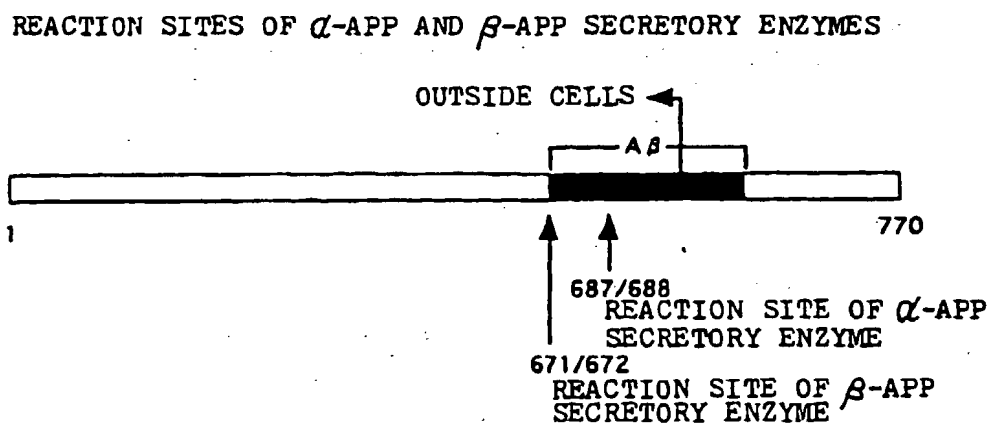 REACTION SITES OF α-APP AND β-APP SECRETORY ENZYMES
OUTSIDE CELLS
Aβ
1
770
687/688
REACTION SITE OF α-APP
SECRETORY ENZYME
671/672
REACTION SITE OF β-APP
SECRETORY ENZYME